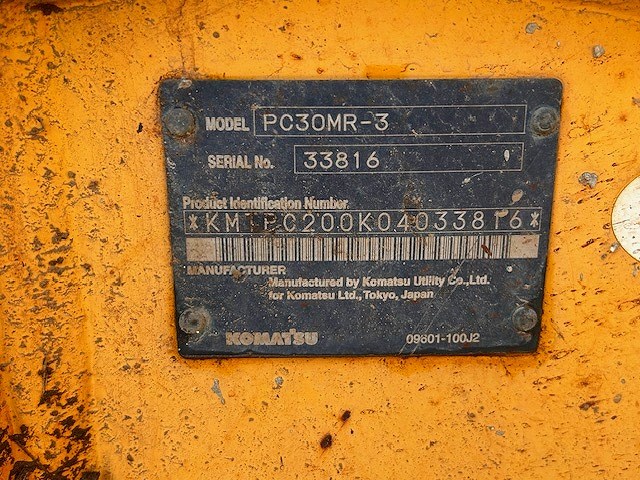 MODEL PC30MR-3
SERIAL No. 33816
Product Identification Number
*KMTPC200K04033816*
MANUFACTURER
Manufactured by Komatsu Utility Co.,Ltd.
for Komatsu Ltd.,Tokyo, Japan
KOMATSU 09601-100J2